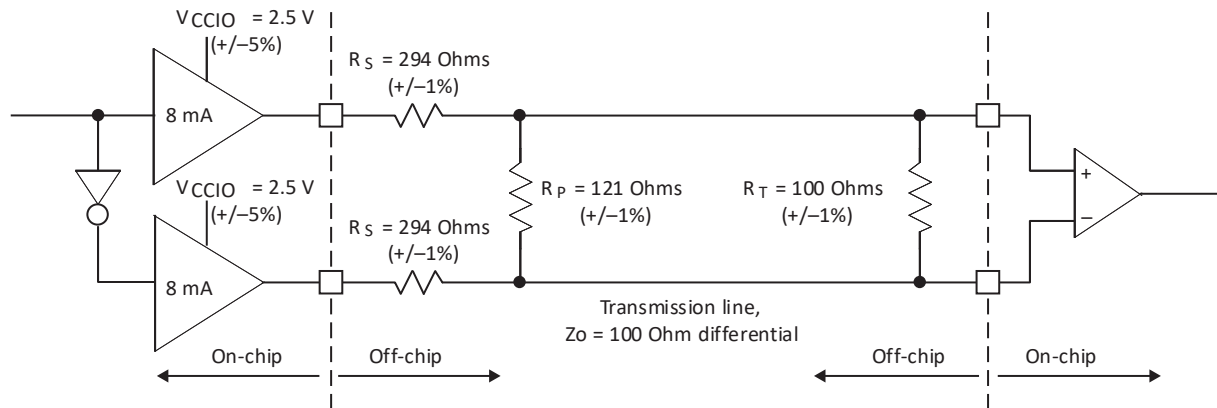 VCCIO = 2.5 V
(+/–5%)
8 mA
RS = 294 Ohms
(+/–1%)
VCCIO = 2.5 V
(+/–5%)
8 mA
RS = 294 Ohms
(+/–1%)
RP = 121 Ohms
(+/–1%)
RT = 100 Ohms
(+/–1%)
+
–
Transmission line,
Zo = 100 Ohm differential
On-chip
Off-chip
Off-chip
On-chip